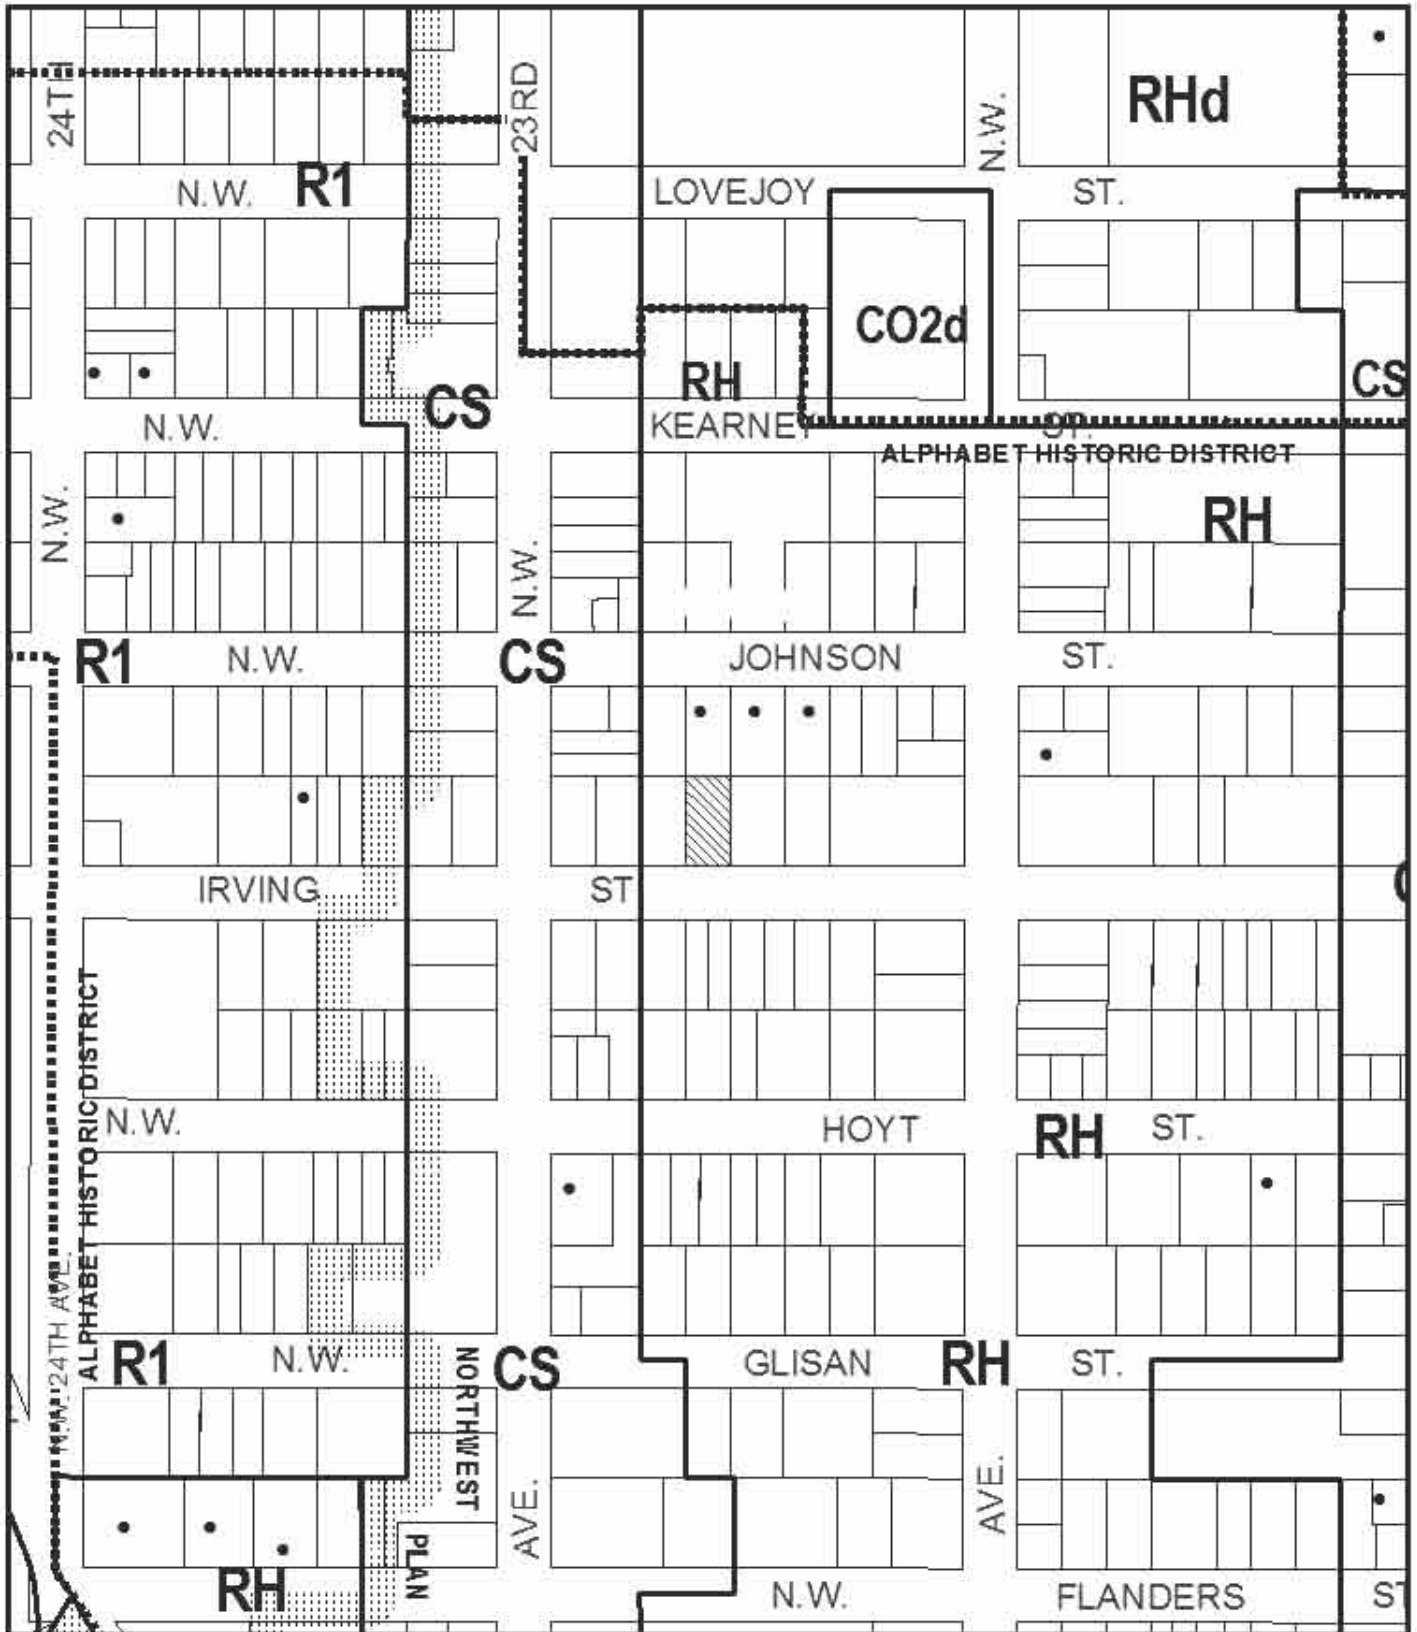 24TH
23RD
N.W.
RHd
N.W.
R1
LOVEJOY
ST.
CO2d
RH
CS
CS
N.W.
KEARNEY
ST.
ALPHABET HISTORIC DISTRICT
N.W.
N.W.
RH
R1
N.W.
CS
JOHNSON
ST.
IRVING
ST
ALPHABET HISTORIC DISTRICT
N.W.
HOYT
RH
ST.
N.W. 24TH AVE.
R1
N.W.
NORTHWEST
CS
GLISAN
RH
ST.
AVE.
AVE.
PLAN
RH
N.W.
FLANDERS
ST